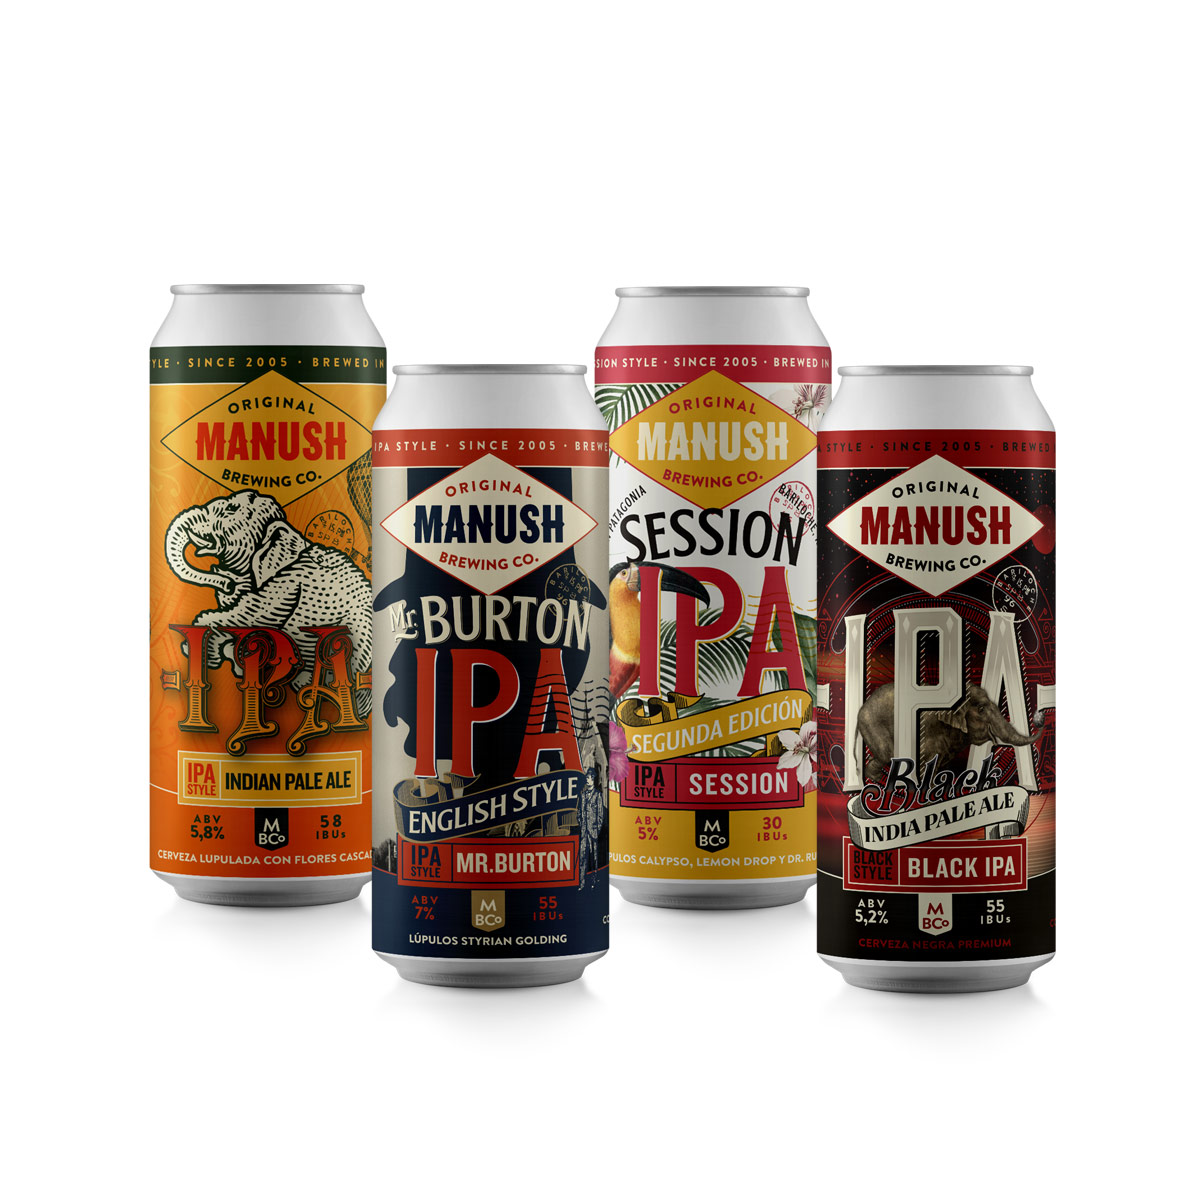 YLE · SINCE 2005 · BREWED IN
ORIGINAL
MANUSH
BREWING CO.
IPA
IPA
STYLE
INDIAN PALE ALE
ABV
5,8%
M
BCo
58
IBUs
CERVEZA LUPULADA CON FLORES CASCAD
IPA STYLE · SINCE 2005 · BREWE
ORIGINAL
MANUSH
BREWING CO.
Mr. BURTON
IPA
ENGLISH STYLE
IPA
STYLE
MR.BURTON
ABV
7%
M
BCo
55
IBUs
LÚPULOS STYRIAN GOLDING
SSION STYLE · SINCE 2005 · BREWED IN
ORIGINAL
MANUSH
BREWING CO.
PATAGONIA
BARILOCHE
SESSION
IPA
SEGUNDA EDICIÓN
IPA
STYLE
SESSION
ABV
5%
M
BCo
30
IBUs
PULOS CALYPSO, LEMON DROP Y DR. RU
A STYLE · SINCE 2005 · BREWED
ORIGINAL
MANUSH
BREWING CO.
IPA
Black
INDIA PALE ALE
BLACK
STYLE
BLACK IPA
ABV
5,2%
M
BCo
55
IBUs
CERVEZA NEGRA PREMIUM